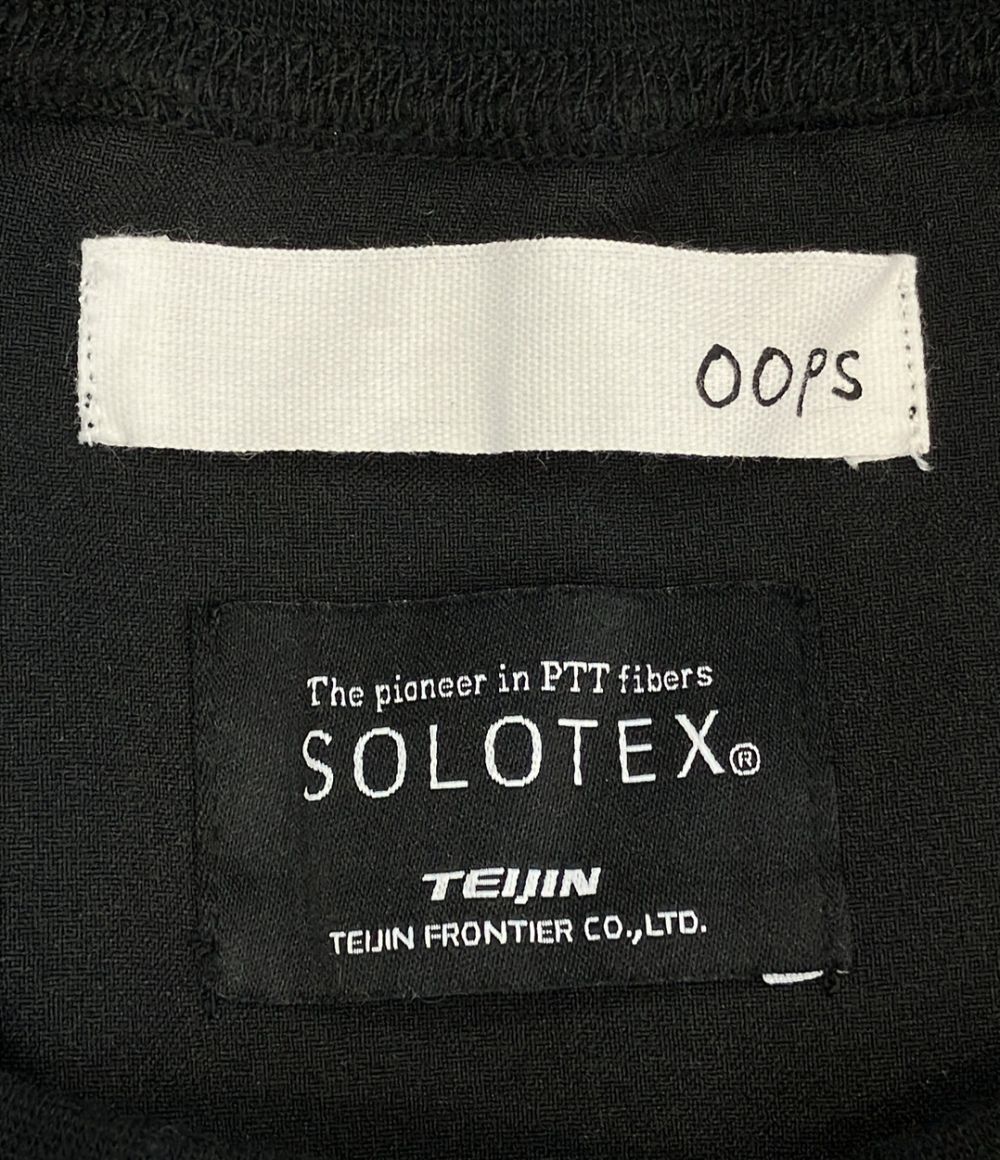 OOPS
The pioneer in PTT fibers
SOLOTEX®
TEIJIN
TEIJIN FRONTIER CO.,LTD.